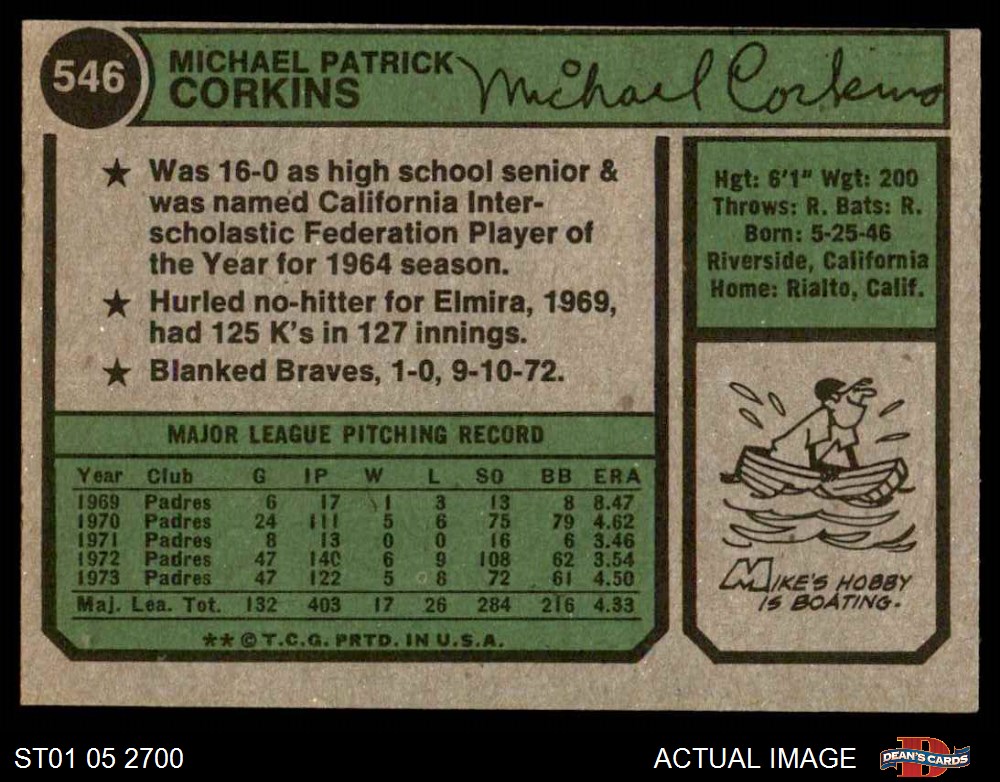 546
MICHAEL PATRICK
CORKINS
Michael Corkins
★ Was 16-0 as high school senior &
was named California Inter-
scholastic Federation Player of
the Year for 1964 season.
★ Hurled no-hitter for Elmira, 1969,
had 125 K's in 127 innings.
★ Blanked Braves, 1-0, 9-10-72.
Hgt: 6'1" Wgt: 200
Throws: R. Bats: R.
Born: 5-25-46
Riverside, California
Home: Rialto, Calif.
MAJOR LEAGUE PITCHING RECORD
Year Club G IP W L SO BB ERA
1969 Padres 6 17 1 3 13 8 8.47
1970 Padres 24 111 5 6 75 79 4.62
1971 Padres 8 13 0 0 16 6 3.46
1972 Padres 47 140 6 9 108 62 3.54
1973 Padres 47 122 5 8 72 61 4.50
Maj. Lea. Tot. 132 403 17 26 284 216 4.33
** © T.C.G. PRTD. IN U.S.A.
MIKE'S HOBBY
IS BOATING.
ST01 05 2700
ACTUAL IMAGE
DEAN'S CARDS